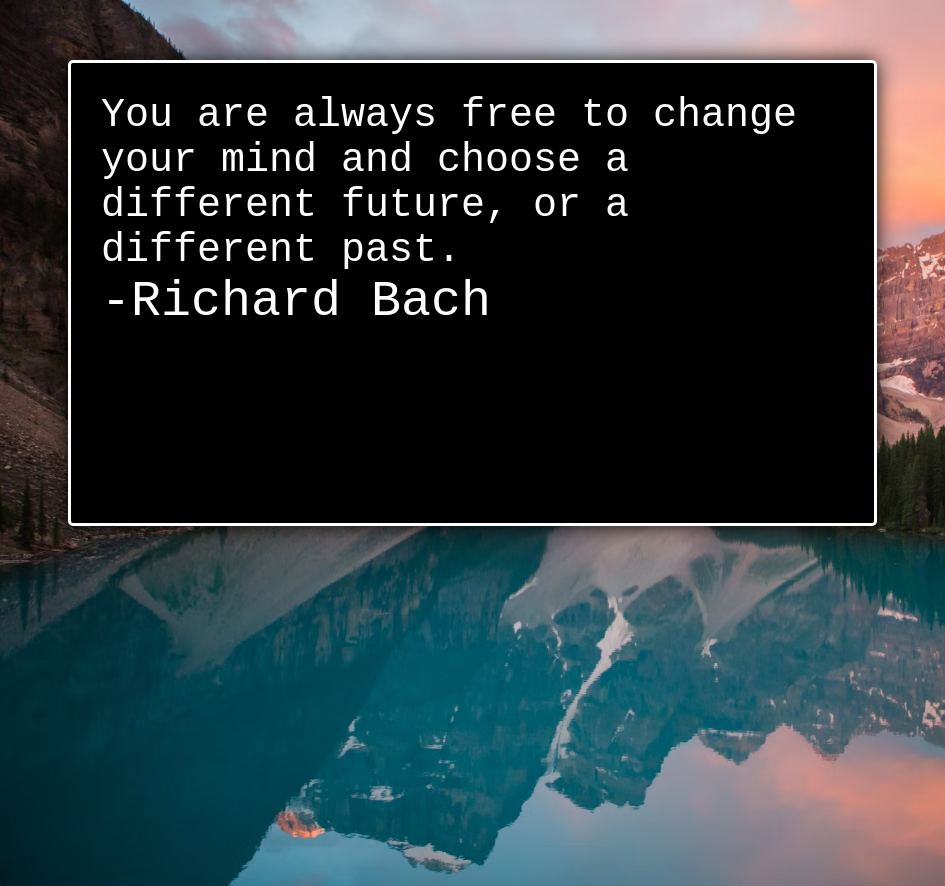 You are always free to change
your mind and choose a
different future, or a
different past.
-Richard Bach